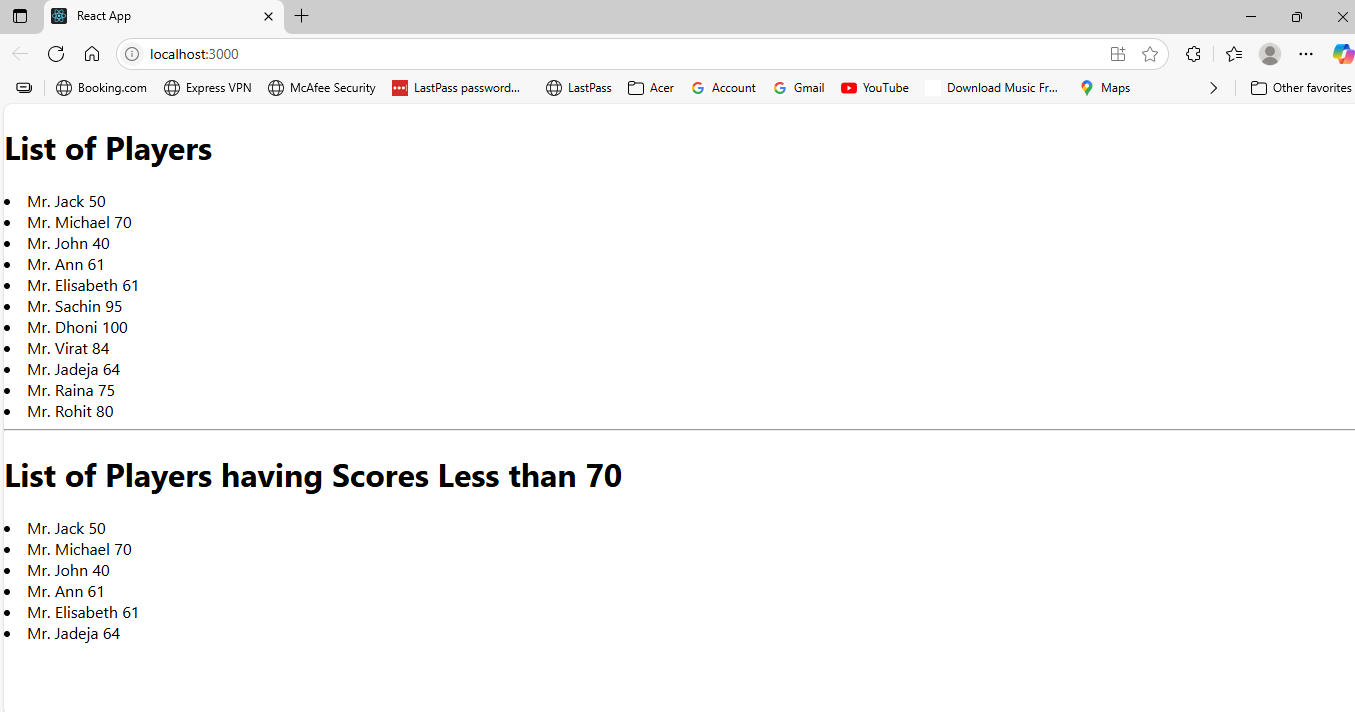 React App
localhost:3000
Booking.com Express VPN McAfee Security LastPass password... LastPass Acer Account Gmail YouTube Download Music Fr... Maps Other favorites
List of Players
• Mr. Jack 50
• Mr. Michael 70
• Mr. John 40
• Mr. Ann 61
• Mr. Elisabeth 61
• Mr. Sachin 95
• Mr. Dhoni 100
• Mr. Virat 84
• Mr. Jadeja 64
• Mr. Raina 75
• Mr. Rohit 80
List of Players having Scores Less than 70
• Mr. Jack 50
• Mr. Michael 70
• Mr. John 40
• Mr. Ann 61
• Mr. Elisabeth 61
• Mr. Jadeja 64